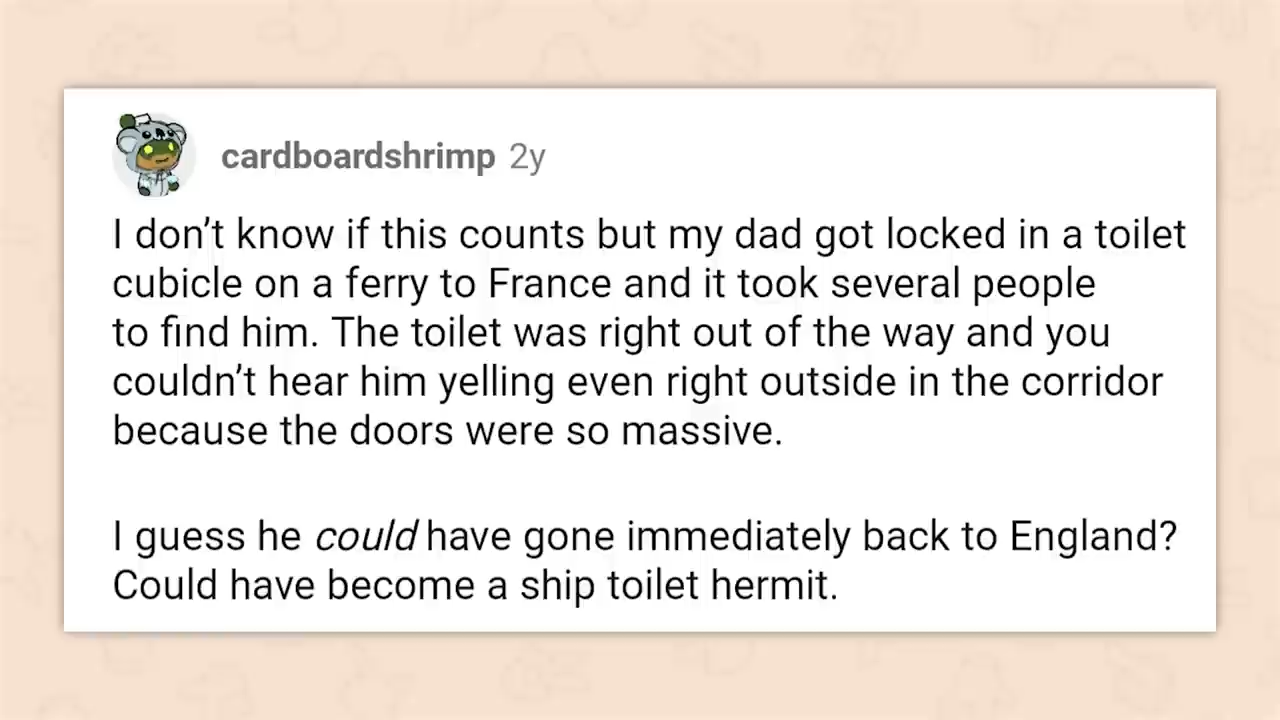 cardboardshrimp 2y
I don’t know if this counts but my dad got locked in a toilet
cubicle on a ferry to France and it took several people
to find him. The toilet was right out of the way and you
couldn’t hear him yelling even right outside in the corridor
because the doors were so massive.
I guess he could have gone immediately back to England?
Could have become a ship toilet hermit.